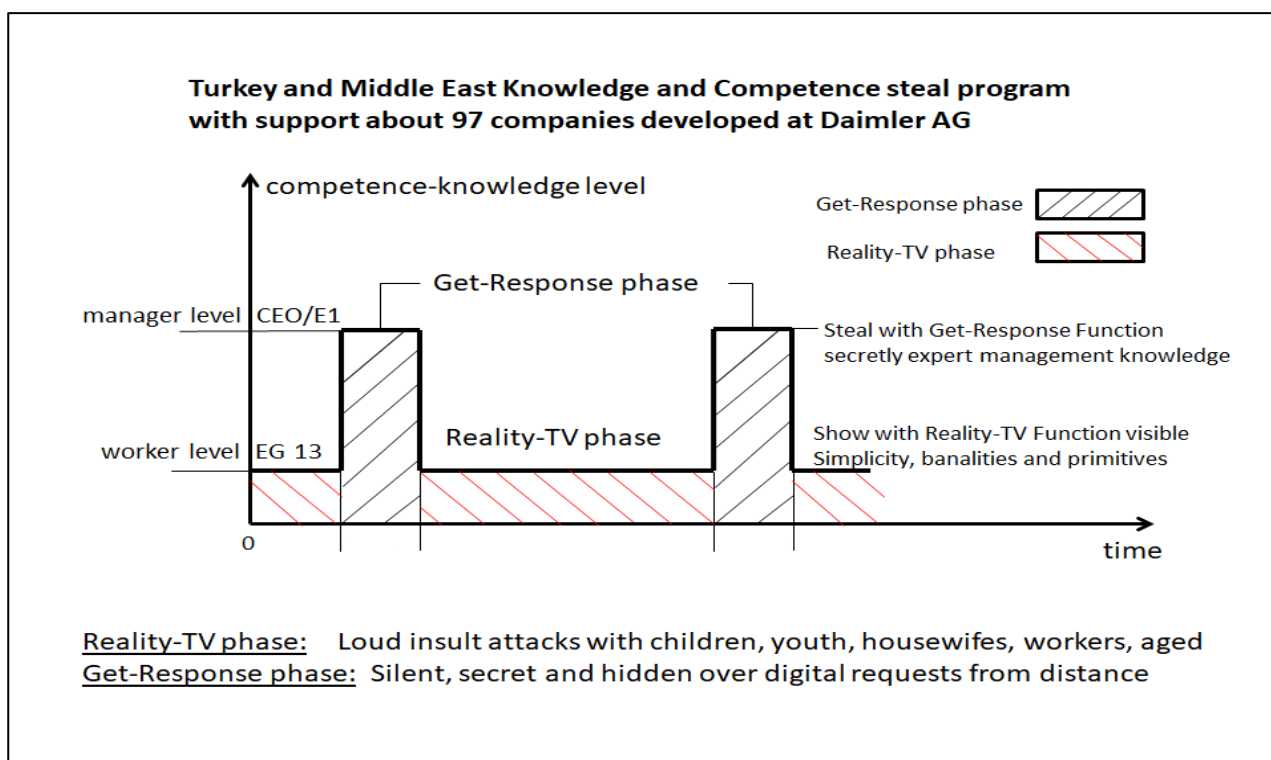 Turkey and Middle East Knowledge and Competence steal program
with support about 97 companies developed at Daimler AG
competence-knowledge level
Get-Response phase
Reality-TV phase
Get-Response phase
manager level CEO/E1
Steal with Get-Response Function
secretly expert management knowledge
worker level EG 13
Reality-TV phase
Show with Reality-TV Function visible
Simplicity, banalities and primitives
0
time
Reality-TV phase: Loud insult attacks with children, youth, housewifes, workers, aged
Get-Response phase: Silent, secret and hidden over digital requests from distance